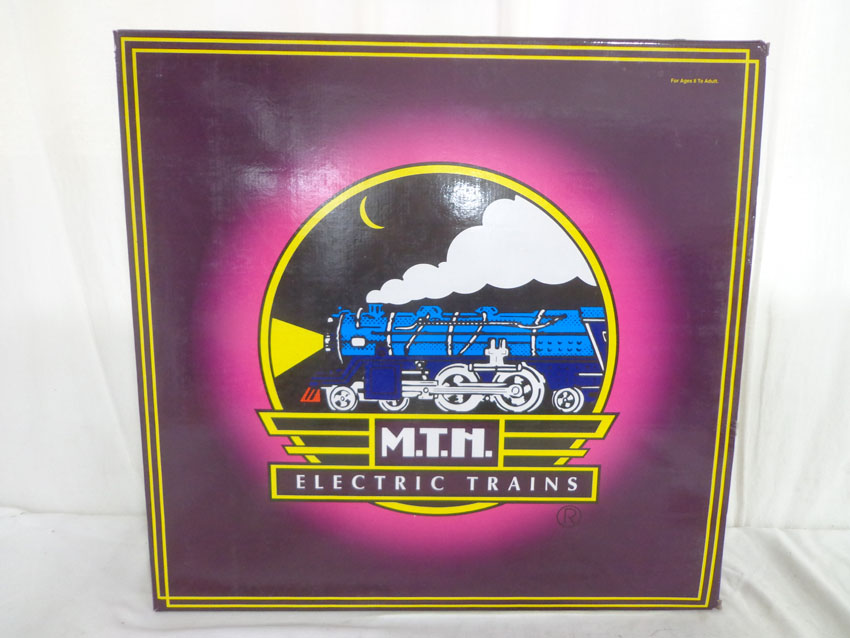 For Ages 8 To Adult.
M.T.H.
ELECTRIC TRAINS
®